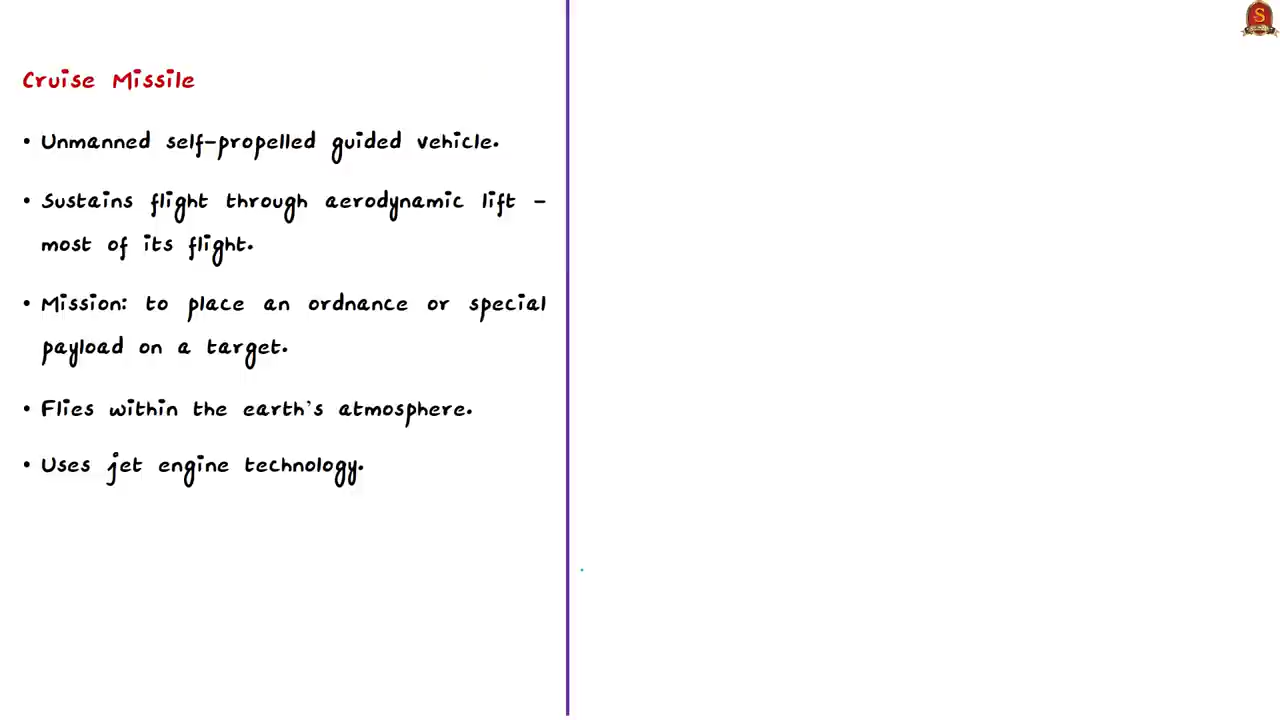 Cruise Missile
• Unmanned self-propelled guided vehicle.
• Sustains flight through aerodynamic lift –
most of its flight.
• Mission: to place an ordnance or special
payload on a target.
• Flies within the earth's atmosphere.
• Uses jet engine technology.
S